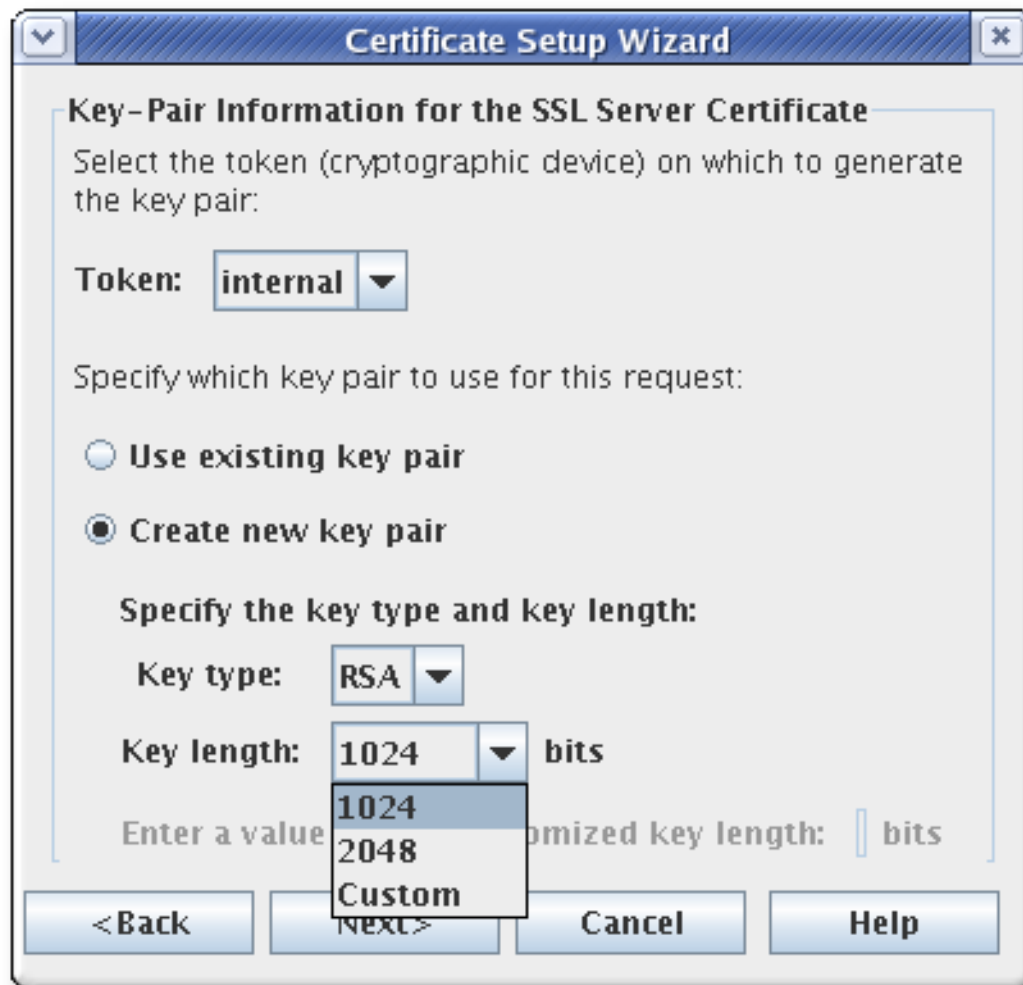 Certificate Setup Wizard
Key-Pair Information for the SSL Server Certificate
Select the token (cryptographic device) on which to generate
the key pair:
Token: internal
Specify which key pair to use for this request:
Use existing key pair
Create new key pair
Specify the key type and key length:
Key type: RSA
Key length: 1024 bits
1024
Enter a value omized key length: bits
2048
Custom
<Back Next> Cancel Help